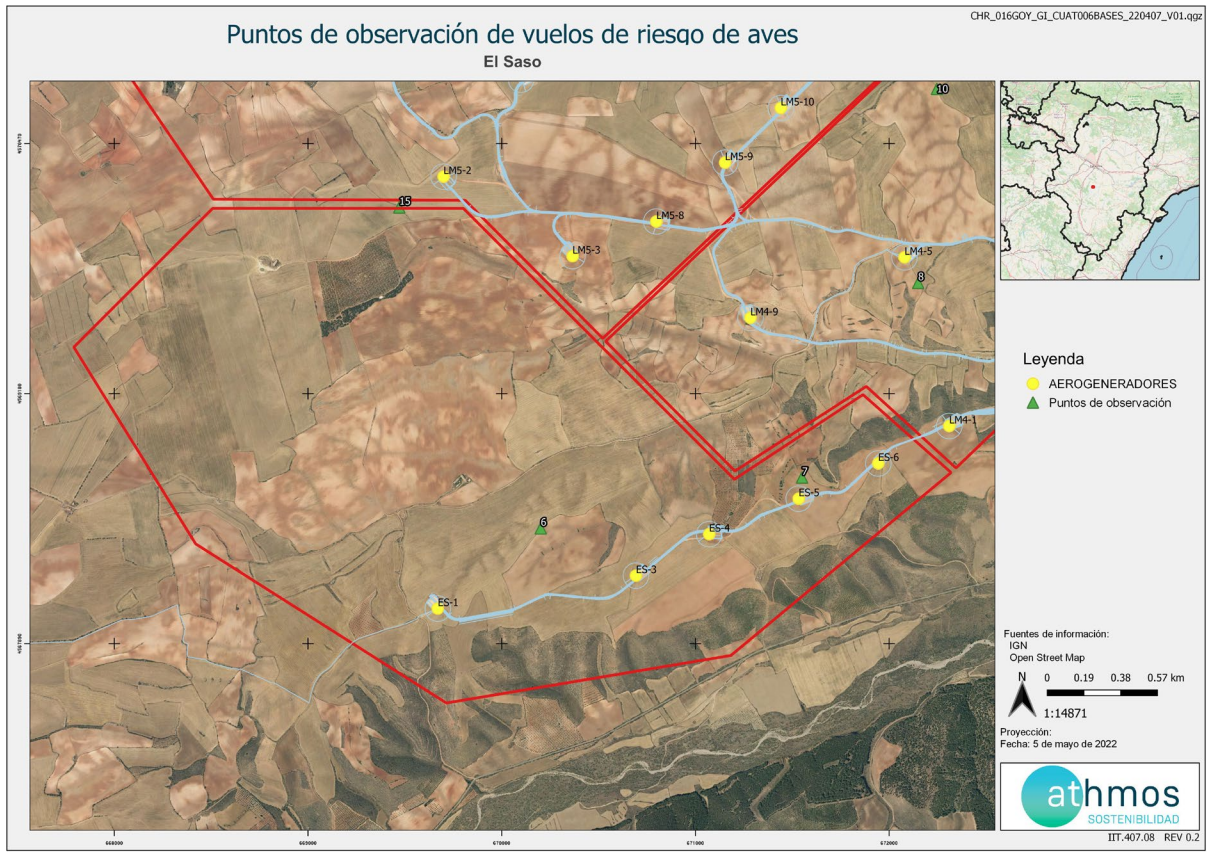 CHR_016GOY_GI_CUAT006BASES_220407_V01.qgz
Puntos de observación de vuelos de riesgo de aves
El Saso
10
LM5-10
LM5-9
LM5-2
15
LM5-8
LM5-3
LM4-5
8
LM4-9
Leyenda
AEROGENERADORES
Puntos de observación
LM4-1
ES-6
7
ES-5
6
ES-4
ES-3
ES-1
Fuentes de información:
IGN
Open Street Map
N
0 0.19 0.38 0.57 km
1:14871
Proyección:
Fecha: 5 de mayo de 2022
athmos
SOSTENIBILIDAD
IIT.407.08 REV 0.2
668000 669000 670000 671000 672000